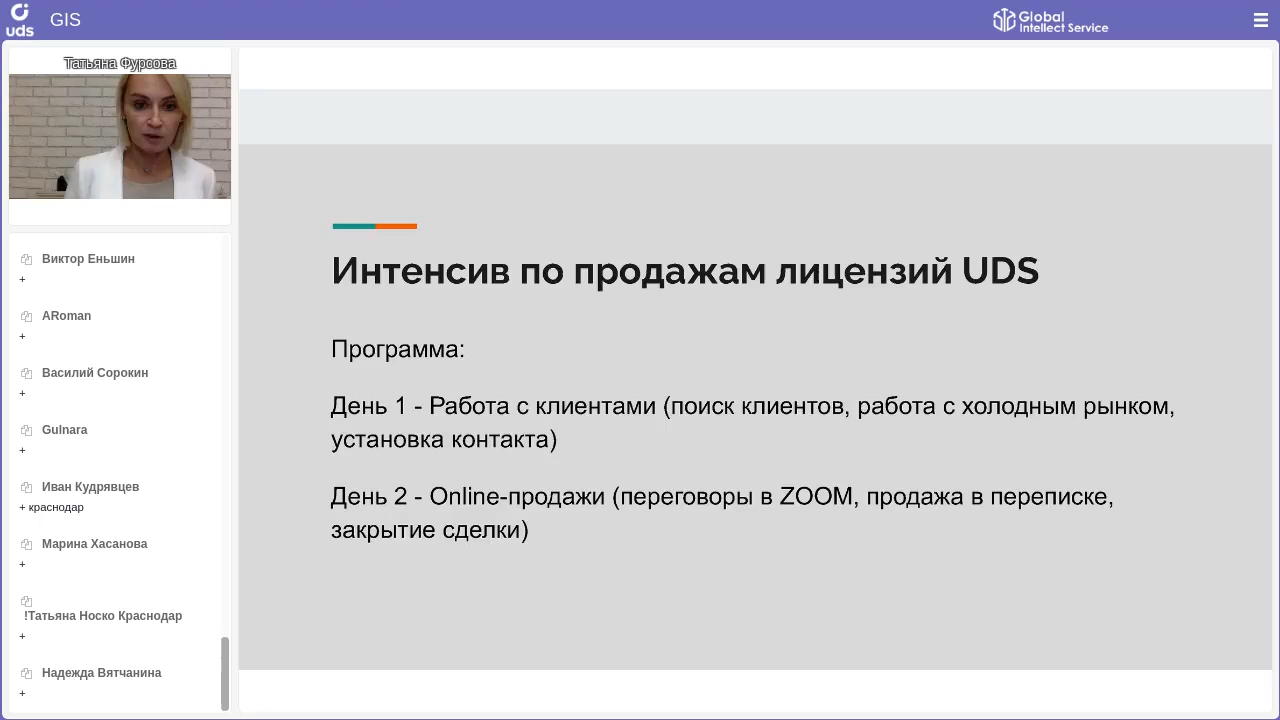 uds
GIS
Global
Intellect Service
Татьяна Фурсова
Виктор Еньшин
+
ARoman
+
Василий Сорокин
+
Gulnara
+
Иван Кудрявцев
+ краснодар
Марина Хасанова
+
!Татьяна Носко Краснодар
+
Надежда Вятчанина
+
Интенсив по продажам лицензий UDS
Программа:
День 1 - Работа с клиентами (поиск клиентов, работа с холодным рынком,
установка контакта)
День 2 - Online-продажи (переговоры в ZOOM, продажа в переписке,
закрытие сделки)